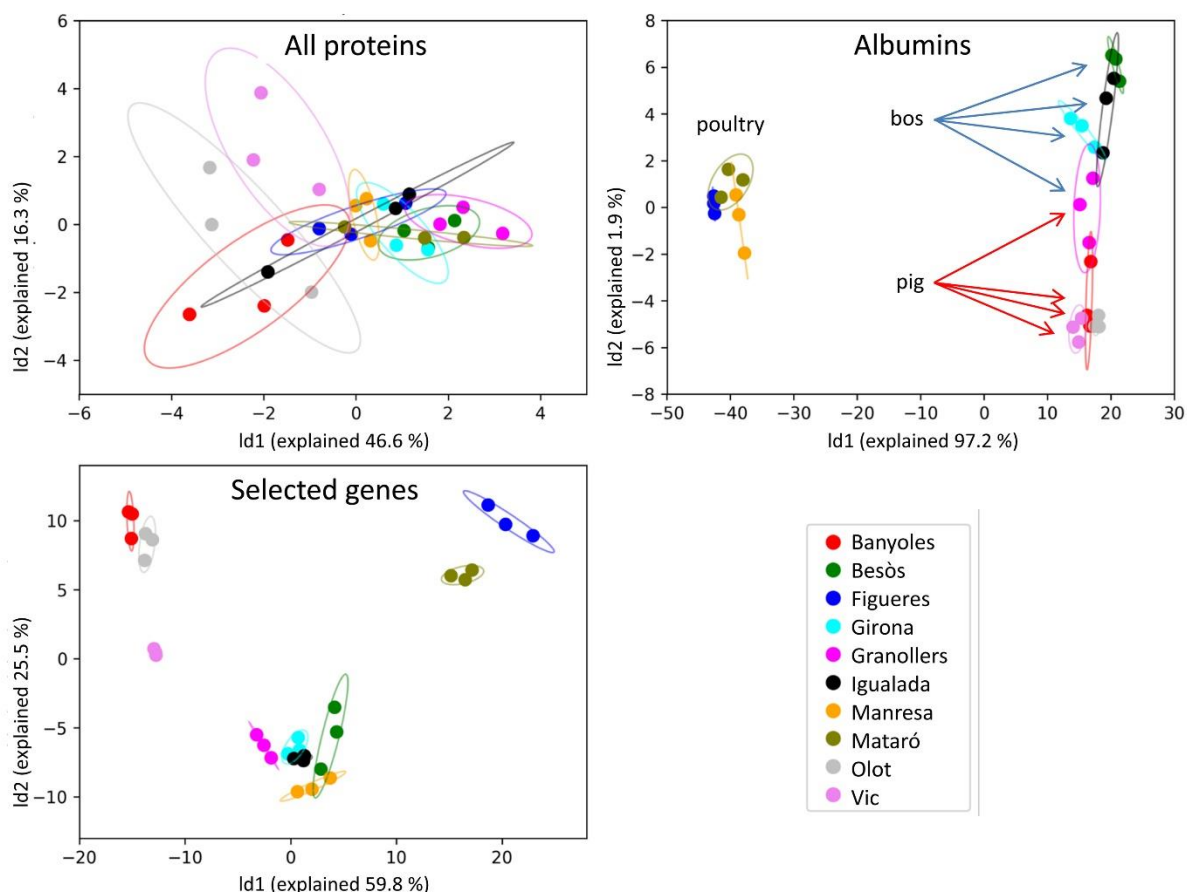 All proteins
6
4
2
0
−2
−4
ld2 (explained 16.3 %)
−6
−4
−2
0
2
4
ld1 (explained 46.6 %)
Albumins
8
6
4
2
0
−2
−4
−6
−8
ld2 (explained 1.9 %)
poultry
bos
pig
−50
−40
−30
−20
−10
0
10
20
30
ld1 (explained 97.2 %)
Selected genes
10
5
0
−5
−10
ld2 (explained 25.5 %)
−20
−10
0
10
20
ld1 (explained 59.8 %)
Banyoles
Besòs
Figueres
Girona
Granollers
Igualada
Manresa
Mataró
Olot
Vic